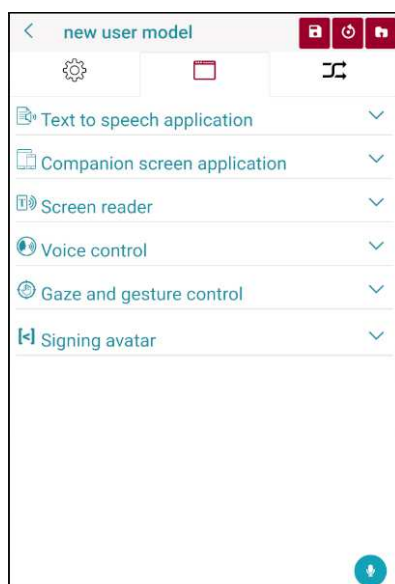 new user model
Text to speech application
Companion screen application
Screen reader
Voice control
Gaze and gesture control
Signing avatar